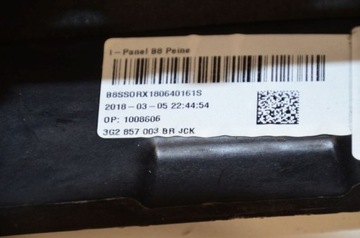 I-Panel B8 Peine
B8SSORX180640161S
2018-03-05 22:44:54
OP: 1008606
3G2 857 003 BR JCK